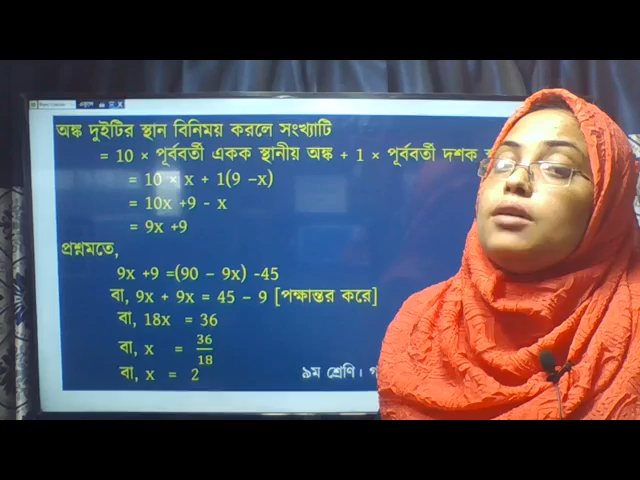 অঙ্ক দুইটির স্থান বিনিময় করলে সংখ্যাটি
= 10 × পূর্ববর্তী একক স্থানীয় অঙ্ক + 1 × পূর্ববর্তী দশক
= 10 × x + 1(9 –x)
= 10x +9 - x
= 9x +9
প্রশ্নমতে,
9x +9 =(90 – 9x) -45
বা, 9x + 9x = 45 – 9 [পক্ষান্তর করে]
বা, 18x = 36
বা, x = 36/18
বা, x = 2
৯ম শ্রেণি।